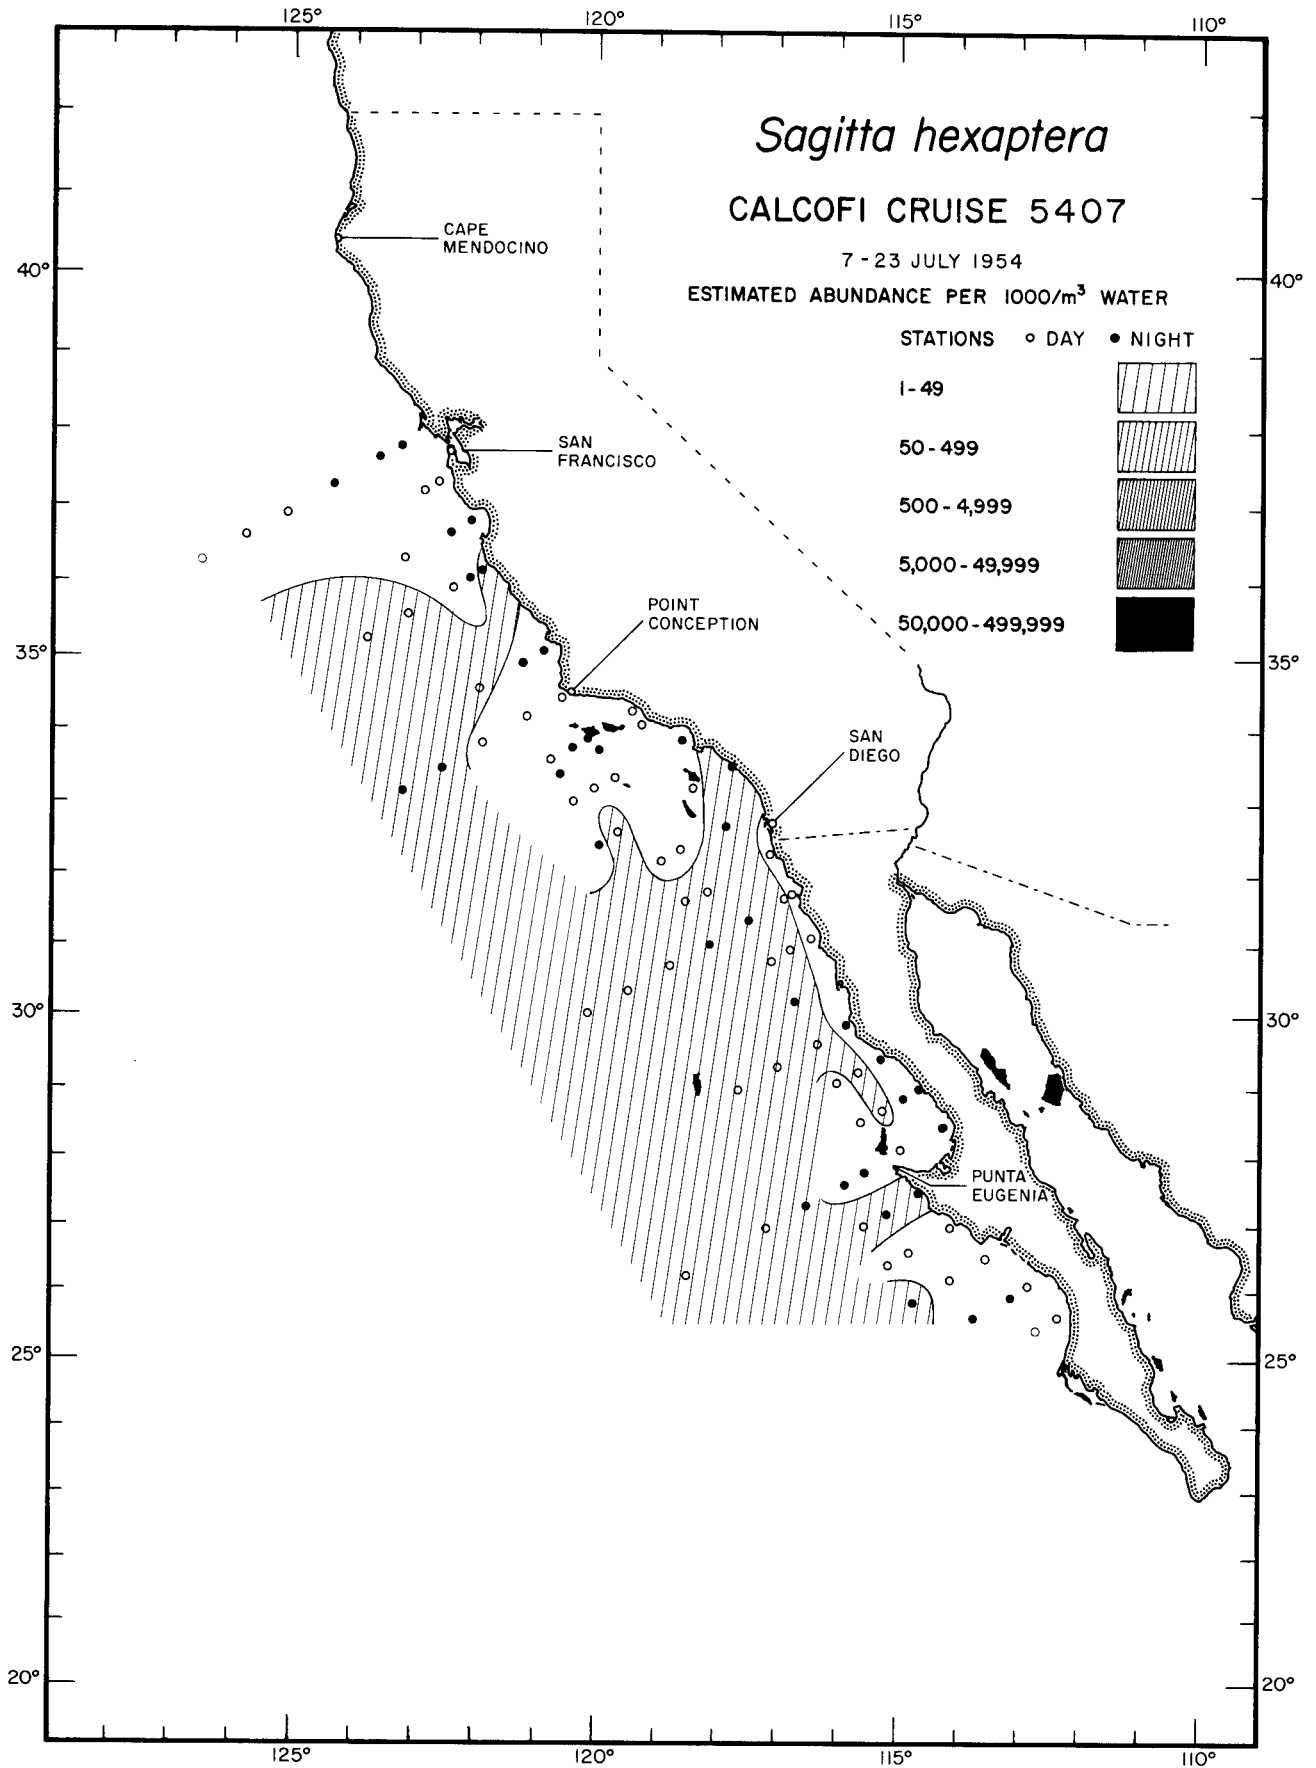 125°
120°
115°
110°
Sagitta hexaptera
CALCOFI CRUISE 5407
7 - 23 JULY 1954
ESTIMATED ABUNDANCE PER 1000/m³ WATER
STATIONS ○ DAY ● NIGHT
1 - 49
50 - 499
500 - 4,999
5,000 - 49,999
50,000 - 499,999
CAPE
MENDOCINO
40°
40°
SAN
FRANCISCO
POINT
CONCEPTION
35°
35°
SAN
DIEGO
30°
30°
PUNTA
EUGENIA
25°
25°
20°
20°
125°
120°
115°
110°